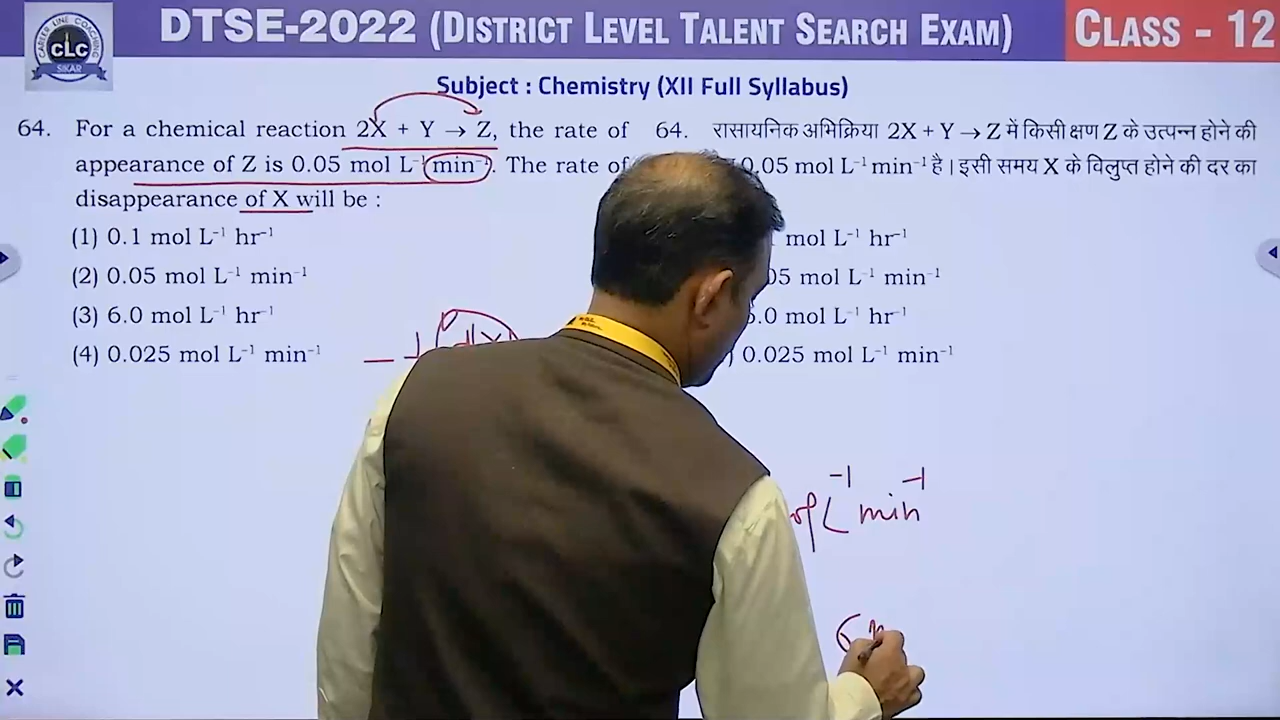 DTSE-2022 (DISTRICT LEVEL TALENT SEARCH EXAM)
CLASS - 12
CAREER LINE COACHING
CLC
SIKAR
Subject : Chemistry (XII Full Syllabus)
64. For a chemical reaction 2X + Y → Z, the rate of
appearance of Z is 0.05 mol L⁻¹ min⁻¹. The rate of
disappearance of X will be :
(1) 0.1 mol L⁻¹ hr⁻¹
(2) 0.05 mol L⁻¹ min⁻¹
(3) 6.0 mol L⁻¹ hr⁻¹
(4) 0.025 mol L⁻¹ min⁻¹
64. रासायनिक अभिक्रिया 2X + Y → Z में किसी क्षण Z के उत्पन्न होने की
0.05 mol L⁻¹ min⁻¹ है। इसी समय X के विलुप्त होने की दर का
mol L⁻¹ hr⁻¹
05 mol L⁻¹ min⁻¹
6.0 mol L⁻¹ hr⁻¹
0.025 mol L⁻¹ min⁻¹
L⁻¹ min⁻¹